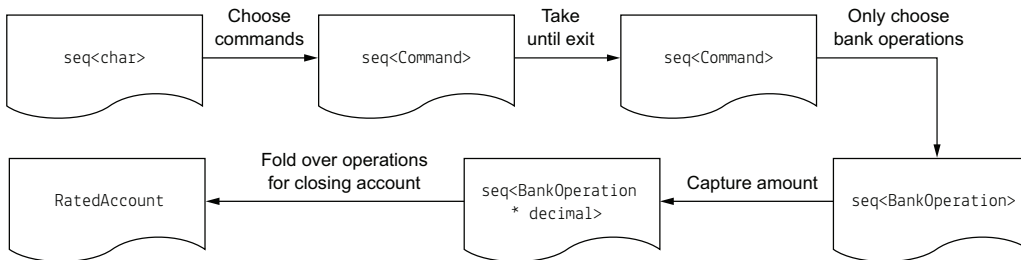 Choose
commands
Take
until exit
Only choose
bank operations
seq<char>
seq<Command>
seq<Command>
Fold over operations
for closing account
Capture amount
RatedAccount
seq<BankOperation
* decimal>
seq<BankOperation>